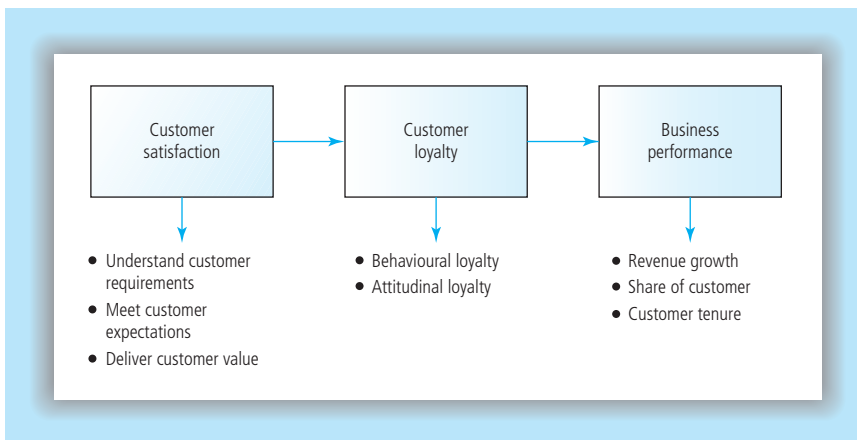 Customer
satisfaction
Customer
loyalty
Business
performance
● Understand customer
requirements
● Meet customer
expectations
● Deliver customer value
● Behavioural loyalty
● Attitudinal loyalty
● Revenue growth
● Share of customer
● Customer tenure